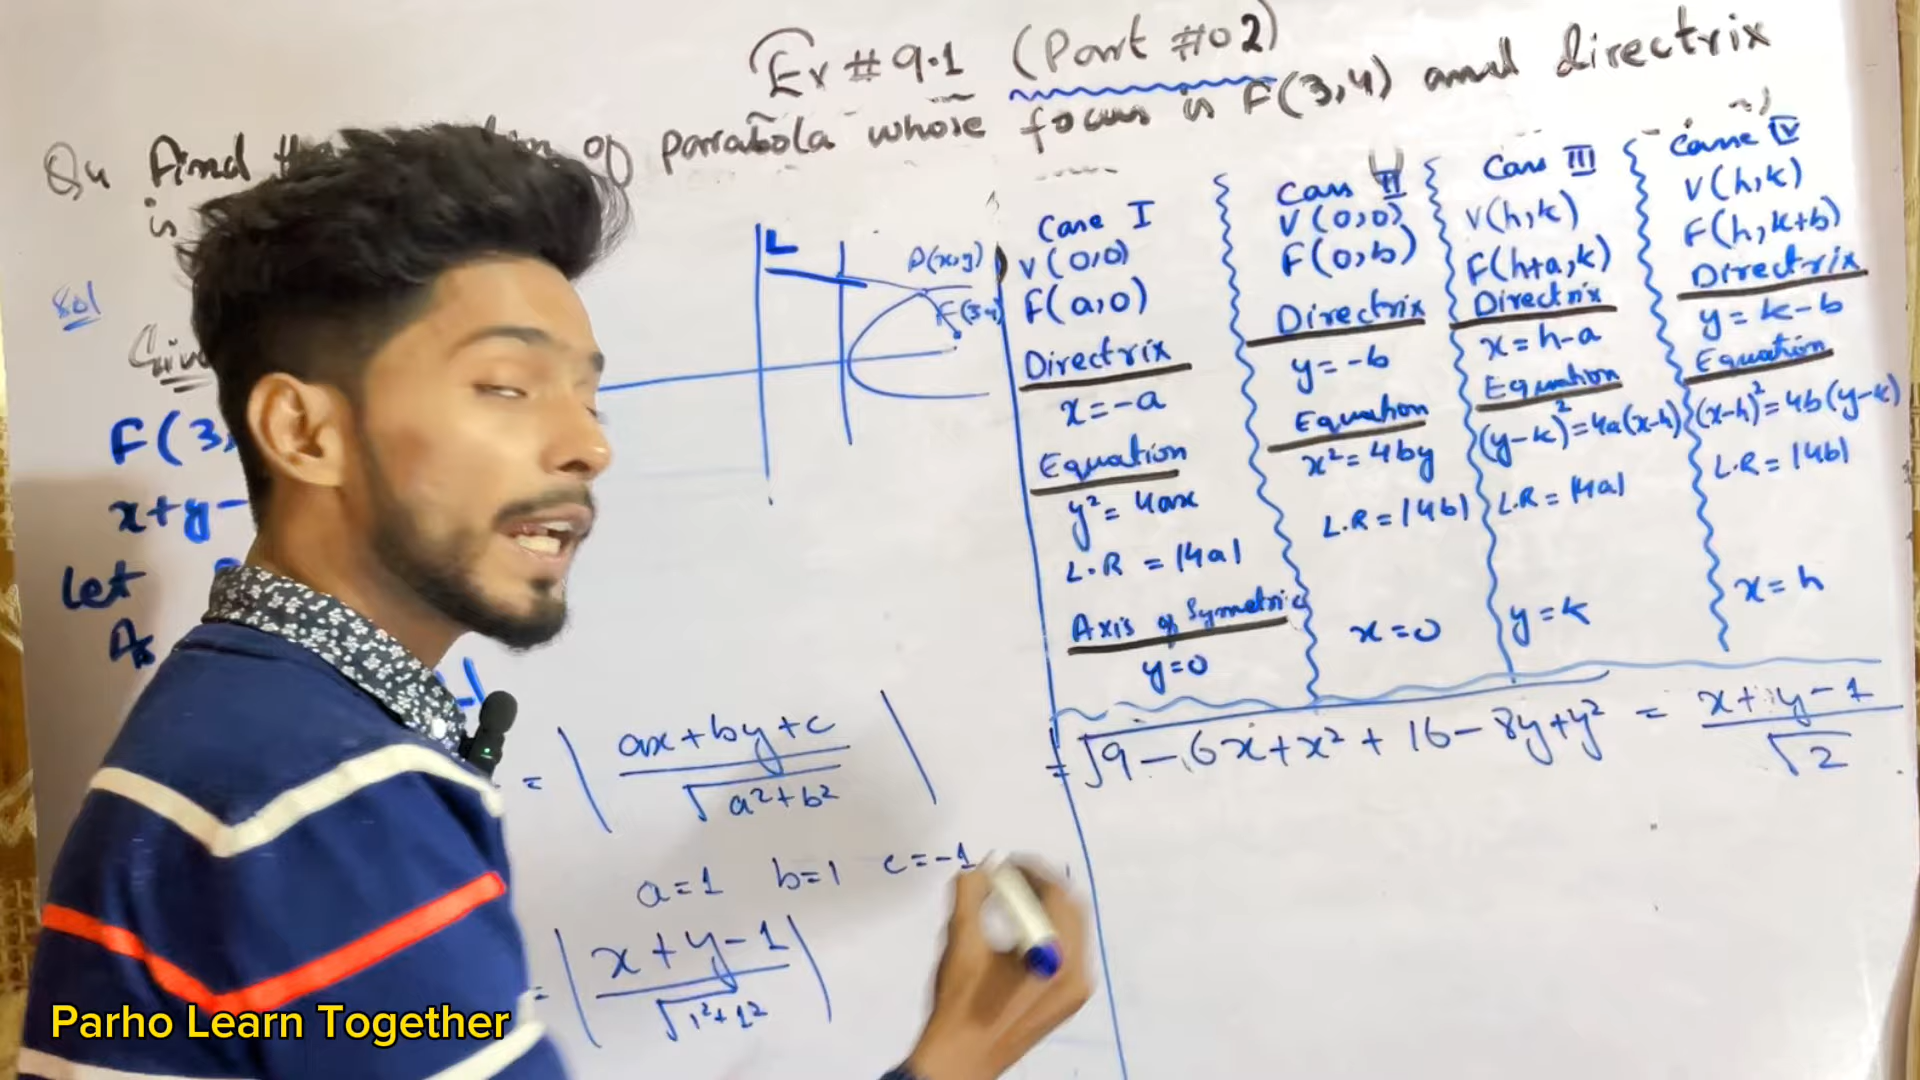 Ex # 9.1 (Part #02)
Q4 Find the of parabola whose focus is F(3,4) and directrix
is
Sol
F(3,
x+y-
Let
As
L
P(x,y)
F(3,4)
Case I
V(0,0)
F(a,0)
Directrix
x=-a
Equation
y²=4ax
L.R = |4a|
Axis of Symmetric
y=0
Case II
V(0,0)
F(0,b)
Directrix
y=-b
Equation
x²=4by
L.R=|4b|
x=0
Case III
V(h,k)
F(h+a,k)
Directrix
x=h-a
Equation
(y-k)²=4a(x-h)
L.R=|4a|
y=k
Case IV
V(h,k)
F(h,k+b)
Directrix
y=k-b
Equation
(x-h)²=4b(y-k)
L.R=|4b|
x=h
= | ax+by+c / √a²+b² |
a=1 b=1 c=-1
= | x+y-1 / √1²+1² |
= √9-6x+x²+16-8y+y² = x+y-1 / √2
Parho Learn Together